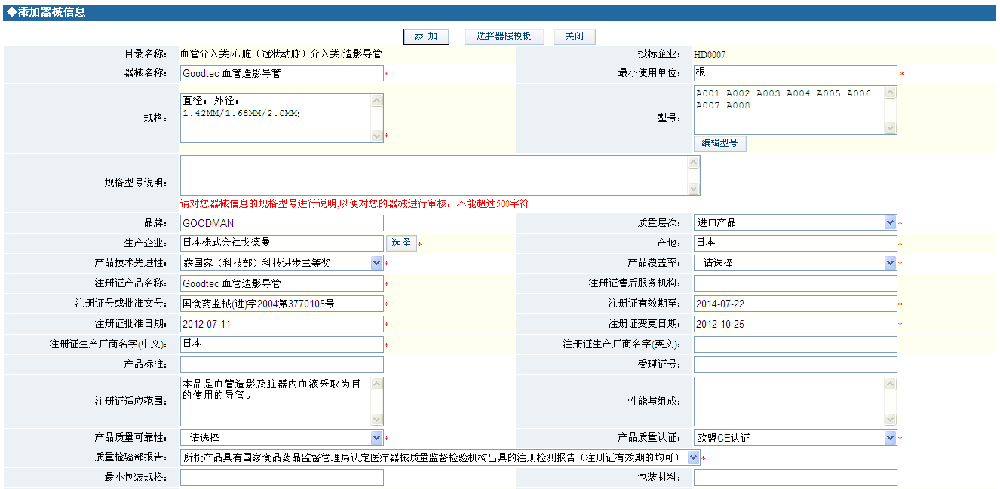 ◆添加器械信息
添 加 选择器械模板 关闭
目录名称： 血管介入类/心脏（冠状动脉）介入类/造影导管 投标企业： HD0007
器械名称： Goodtec 血管造影导管 * 最小使用单位： 根 *
规格： 直径：外径：
1.42MM/1.68MM/2.0MM; *
型号： A001 A002 A003 A004 A005 A006
A007 A008
编辑型号
规格型号说明：
请对您器械信息的规格型号进行说明,以便对您的器械进行审核，不能超过500字符
品牌： GOODMAN 质量层次： 进口产品 *
生产企业： 日本株式会社戈德曼 选择 * 产地： 日本 *
产品技术先进性： 获国家（科技部）科技进步三等奖 * 产品覆盖率： --请选择-- *
注册证产品名称： Goodtec 血管造影导管 * 注册证售后服务机构：
注册证号或批准文号： 国食药监械(进)字2004第3770105号 * 注册证有效期至： 2014-07-22 *
注册证批准日期： 2012-07-11 * 注册证变更日期： 2012-10-25 *
注册证生产厂商名字(中文)： 日本 * 注册证生产厂商名字(英文)：
产品标准： 受理证号：
注册证适应范围： 本品是血管造影及脏器内血液采取为目
的使用的导管。
性能与组成：
产品质量可靠性： --请选择-- * 产品质量认证： 欧盟CE认证 *
质量检验部报告： 所投产品具有国家食品药品监督管理局认定医疗器械质量监督检验机构出具的注册检测报告（注册证有效期的均可） *
最小包装规格： 包装材料：